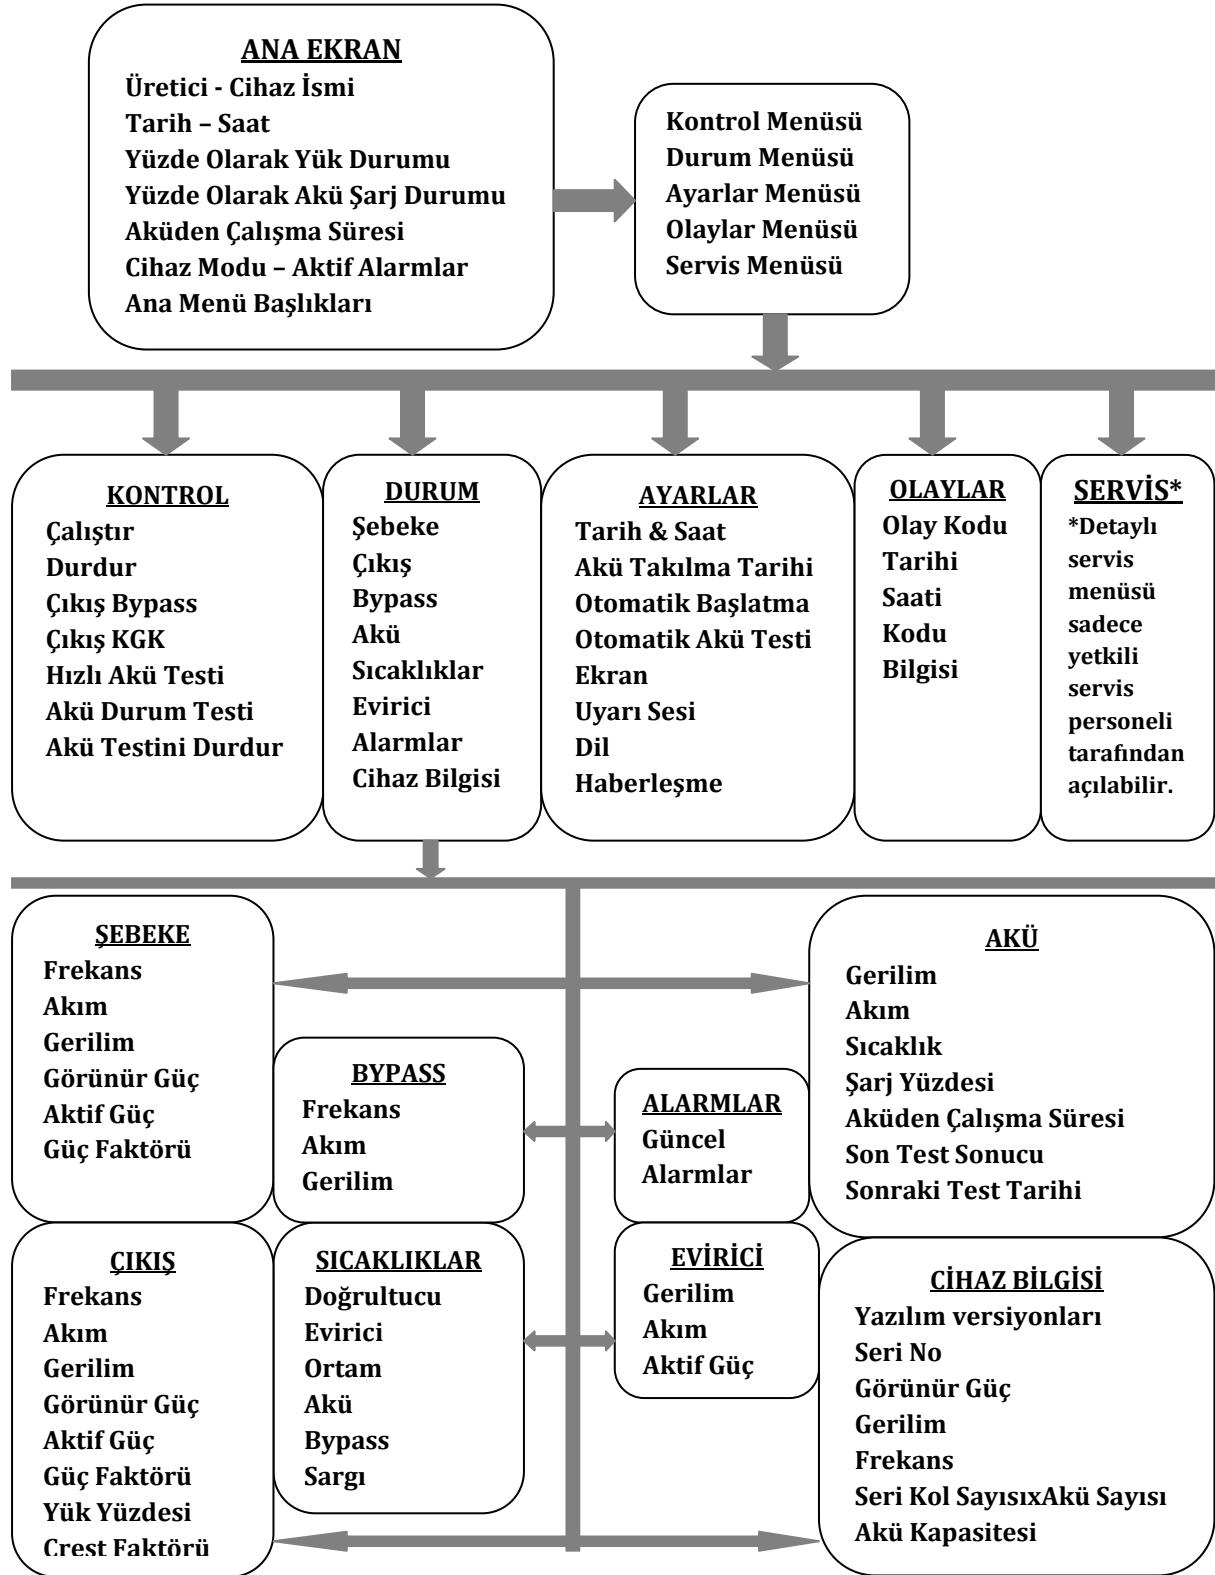 ANA EKRAN
Üretici - Cihaz İsmi
Tarih – Saat
Yüzde Olarak Yük Durumu
Yüzde Olarak Akü Şarj Durumu
Aküden Çalışma Süresi
Cihaz Modu – Aktif Alarmlar
Ana Menü Başlıkları
Kontrol Menüsü
Durum Menüsü
Ayarlar Menüsü
Olaylar Menüsü
Servis Menüsü
KONTROL
Çalıştır
Durdur
Çıkış Bypass
Çıkış KGK
Hızlı Akü Testi
Akü Durum Testi
Akü Testini Durdur
DURUM
Şebeke
Çıkış
Bypass
Akü
Sıcaklıklar
Evirici
Alarmlar
Cihaz Bilgisi
AYARLAR
Tarih & Saat
Akü Takılma Tarihi
Otomatik Başlatma
Otomatik Akü Testi
Ekran
Uyarı Sesi
Dil
Haberleşme
OLAYLAR
Olay Kodu
Tarihi
Saati
Kodu
Bilgisi
SERVİS*
*Detaylı
servis
menüsü
sadece
yetkili
servis
personeli
tarafından
açılabilir.
ŞEBEKE
Frekans
Akım
Gerilim
Görünür Güç
Aktif Güç
Güç Faktörü
BYPASS
Frekans
Akım
Gerilim
ALARMLAR
Güncel
Alarmlar
AKÜ
Gerilim
Akım
Sıcaklık
Şarj Yüzdesi
Aküden Çalışma Süresi
Son Test Sonucu
Sonraki Test Tarihi
ÇIKIŞ
Frekans
Akım
Gerilim
Görünür Güç
Aktif Güç
Güç Faktörü
Yük Yüzdesi
Crest Faktörü
SICAKLIKLAR
Doğrultucu
Evirici
Ortam
Akü
Bypass
Sargı
EVİRİCİ
Gerilim
Akım
Aktif Güç
CİHAZ BİLGİSİ
Yazılım versiyonları
Seri No
Görünür Güç
Gerilim
Frekans
Seri Kol SayısıxAkü Sayısı
Akü Kapasitesi